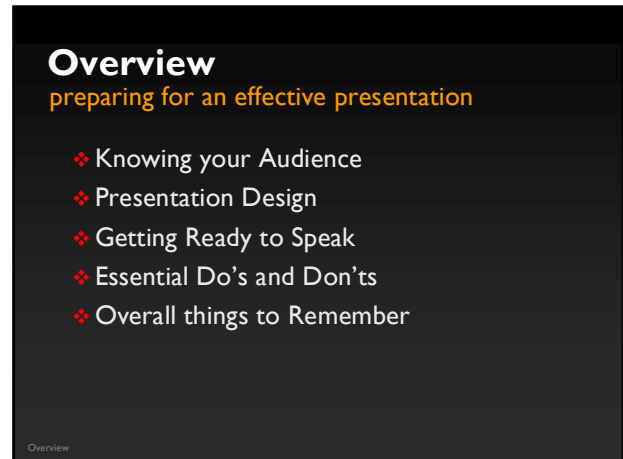 Overview
preparing for an effective presentation
❖ Knowing your Audience
❖ Presentation Design
❖ Getting Ready to Speak
❖ Essential Do's and Don'ts
❖ Overall things to Remember
Overview